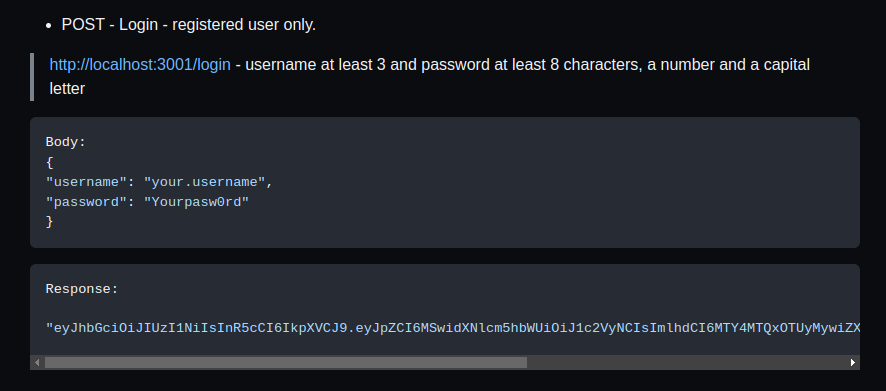 • POST - Login - registered user only.
http://localhost:3001/login - username at least 3 and password at least 8 characters, a number and a capital
letter
Body:
{
"username": "your.username",
"password": "Yourpasw0rd"
}
Response:
"eyJhbGciOiJIUzI1NiIsInR5cCI6IkpXVCJ9.eyJpZCI6MSwidXNlcm5hbWUiOiJ1c2VyNCIsImlhdCI6MTY4MTQxOTUyMywiZX